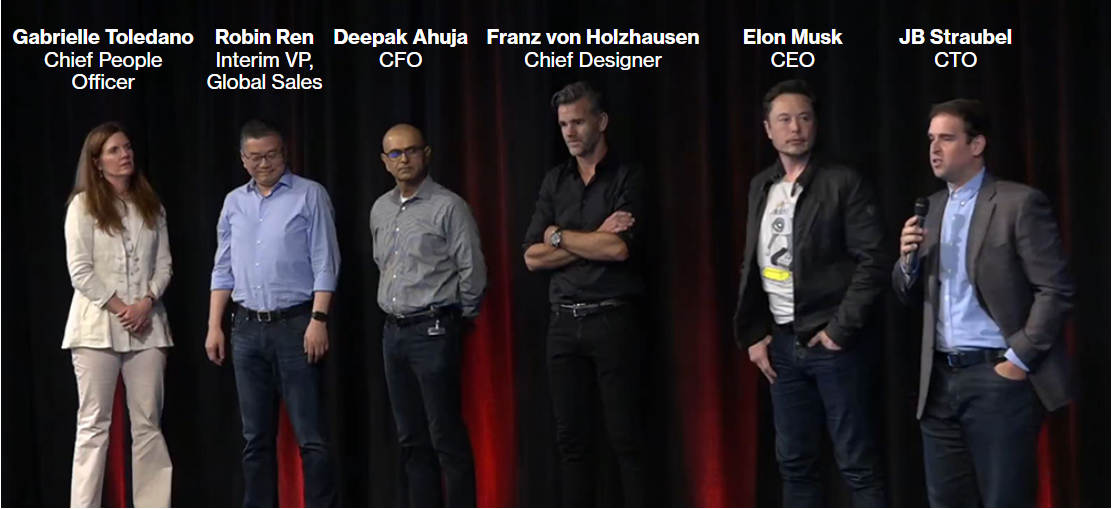 Gabrielle Toledano
Chief People
Officer
Robin Ren
Interim VP,
Global Sales
Deepak Ahuja
CFO
Franz von Holzhausen
Chief Designer
Elon Musk
CEO
JB Straubel
CTO